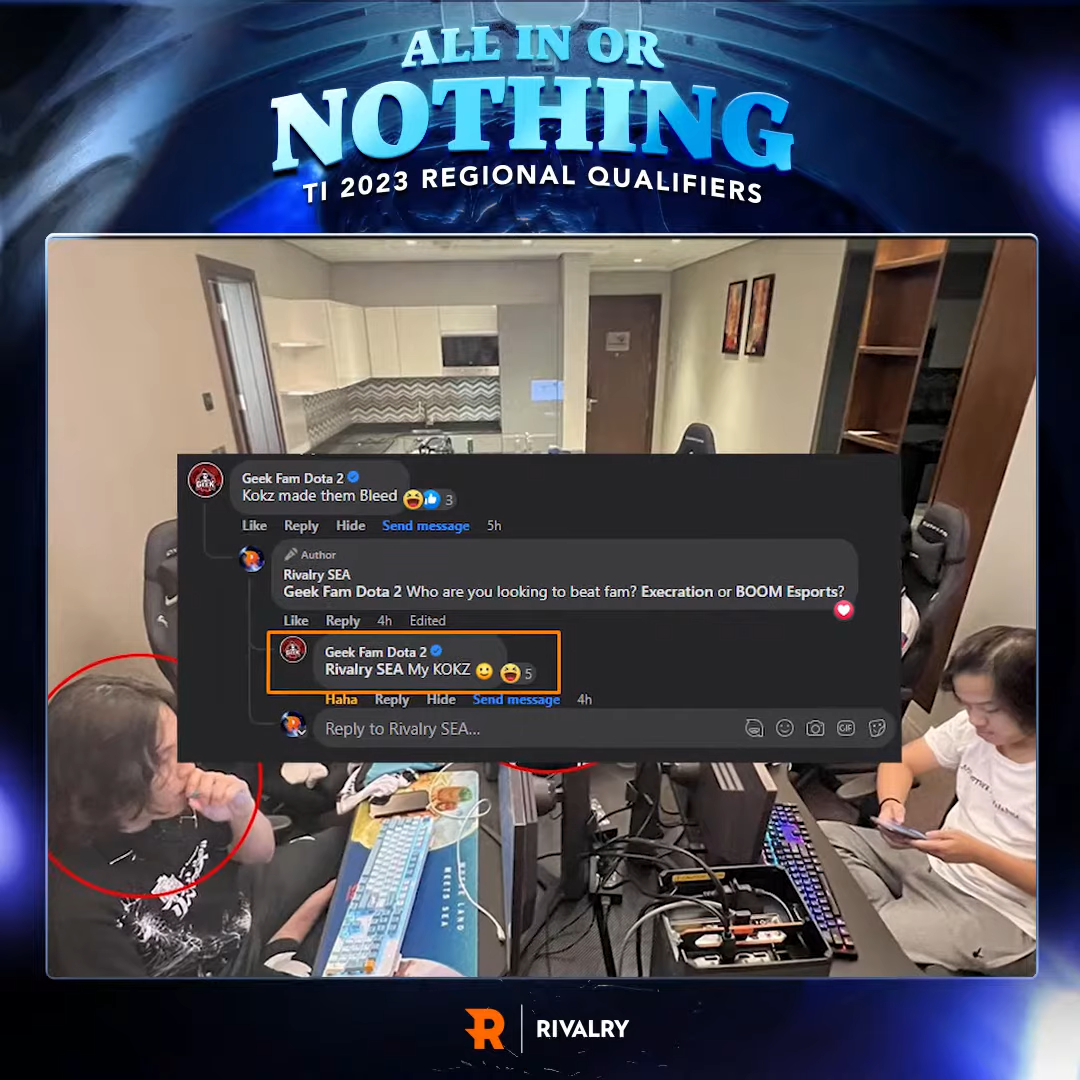 ALL IN OR
NOTHING
TI 2023 REGIONAL QUALIFIERS
Geek Fam Dota 2
Kokz made them Bleed
3
Like Reply Hide Send message 5h
Author
Rivalry SEA
Geek Fam Dota 2 Who are you looking to beat fam? Execration or BOOM Esports?
Like Reply 4h Edited
Geek Fam Dota 2
Rivalry SEA My KOKZ 🙂 5
Haha Reply Hide Send message 4h
Reply to Rivalry SEA...
GIF
MEETS SEA
R RIVALRY